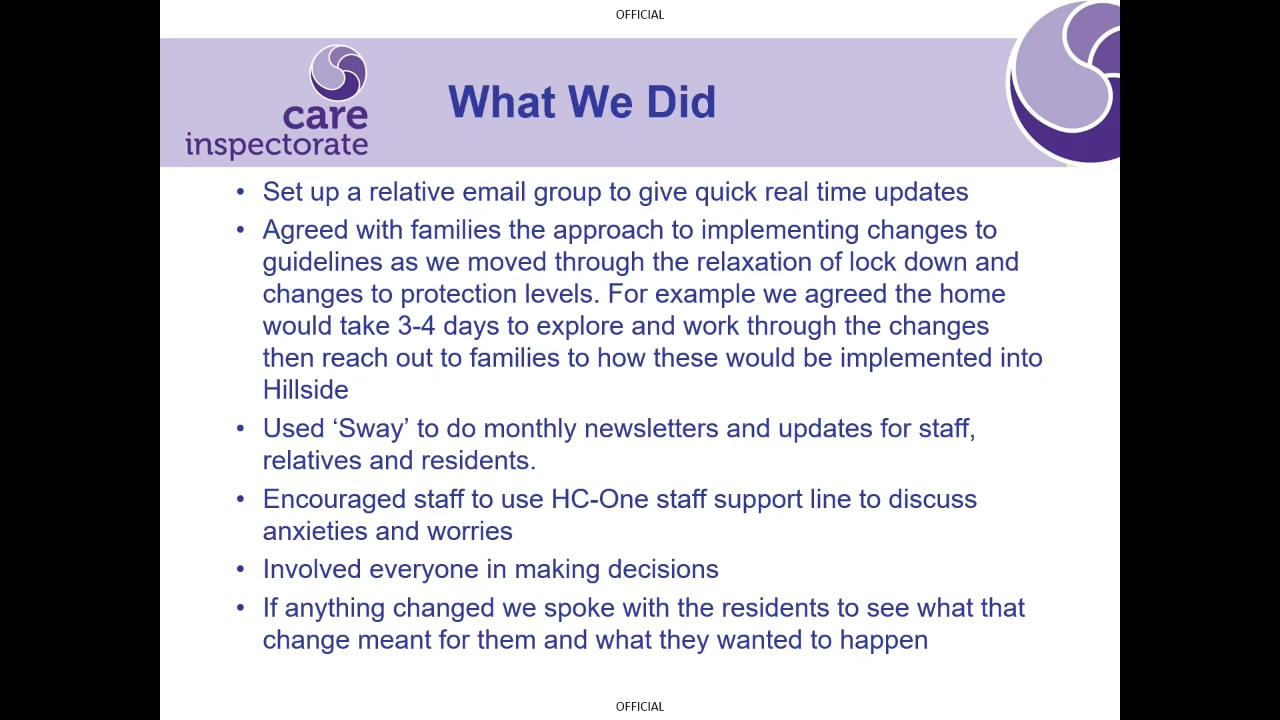 OFFICIAL
care
inspectorate
What We Did
• Set up a relative email group to give quick real time updates
• Agreed with families the approach to implementing changes to
guidelines as we moved through the relaxation of lock down and
changes to protection levels. For example we agreed the home
would take 3-4 days to explore and work through the changes
then reach out to families to how these would be implemented into
Hillside
• Used ‘Sway’ to do monthly newsletters and updates for staff,
relatives and residents.
• Encouraged staff to use HC-One staff support line to discuss
anxieties and worries
• Involved everyone in making decisions
• If anything changed we spoke with the residents to see what that
change meant for them and what they wanted to happen
OFFICIAL